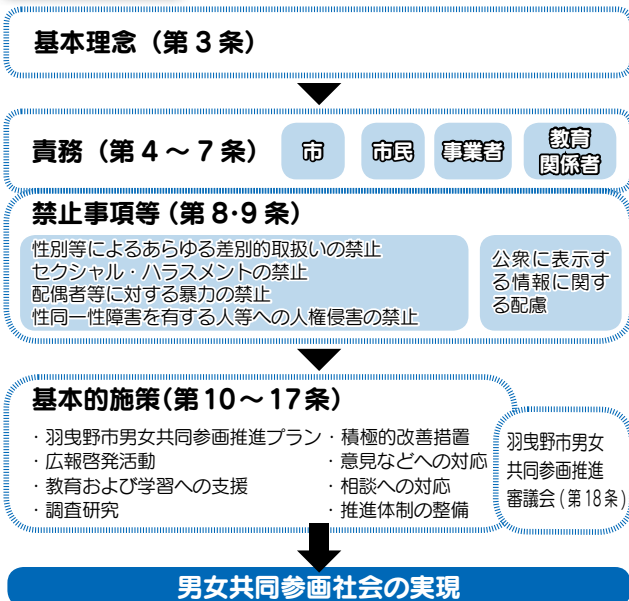 基本理念（第３条）
責務（第４～７条）
市
市民
事業者
教育
関係者
禁止事項等（第８･９条）
性別等によるあらゆる差別的取扱いの禁止
セクシャル・ハラスメントの禁止
配偶者等に対する暴力の禁止
性同一性障害を有する人等への人権侵害の禁止
公衆に表示す
る情報に関す
る配慮
基本的施策(第10～17条)
・羽曳野市男女共同参画推進プラン
・広報啓発活動
・教育および学習への支援
・調査研究
・積極的改善措置
・意見などへの対応
・相談への対応
・推進体制の整備
羽曳野市男女
共同参画推進
審議会(第18条)
男女共同参画社会の実現